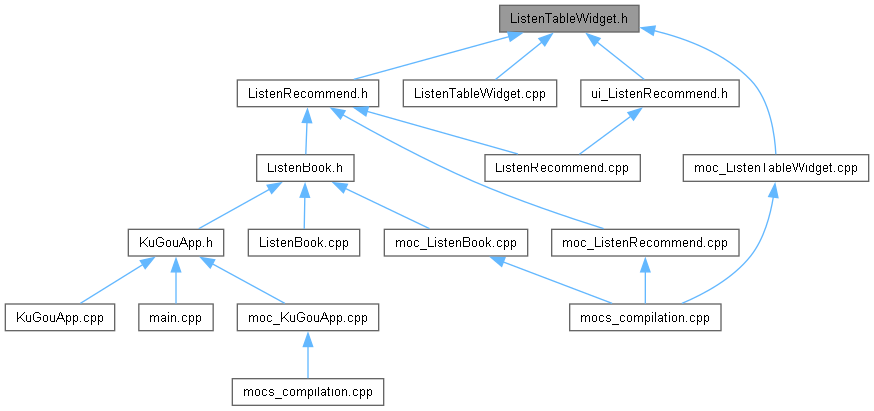 ListenTableWidget.h
ListenRecommend.h
ListenTableWidget.cpp
ui_ListenRecommend.h
ListenBook.h
ListenRecommend.cpp
moc_ListenTableWidget.cpp
KuGouApp.h
ListenBook.cpp
moc_ListenBook.cpp
moc_ListenRecommend.cpp
KuGouApp.cpp
main.cpp
moc_KuGouApp.cpp
mocs_compilation.cpp
mocs_compilation.cpp